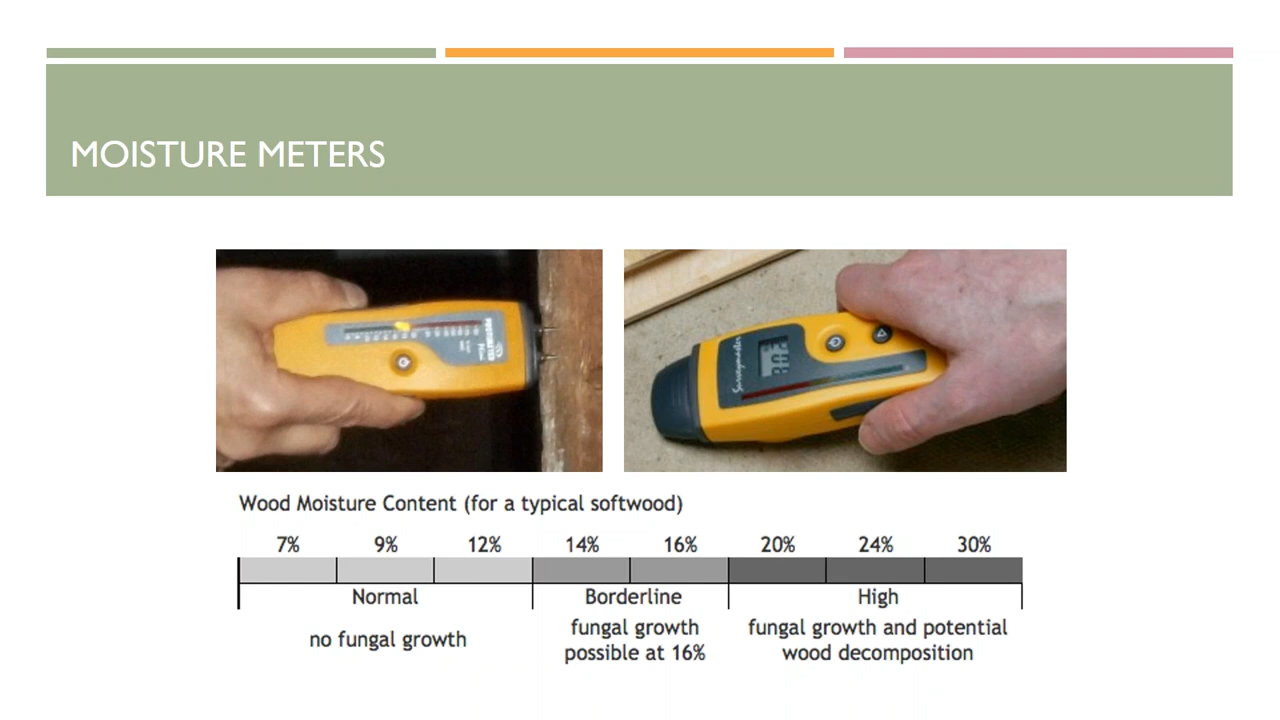 MOISTURE METERS
Surveymaster
Wood Moisture Content (for a typical softwood)
7% 9% 12% 14% 16% 20% 24% 30%
Normal Borderline High
no fungal growth
fungal growth
possible at 16%
fungal growth and potential
wood decomposition